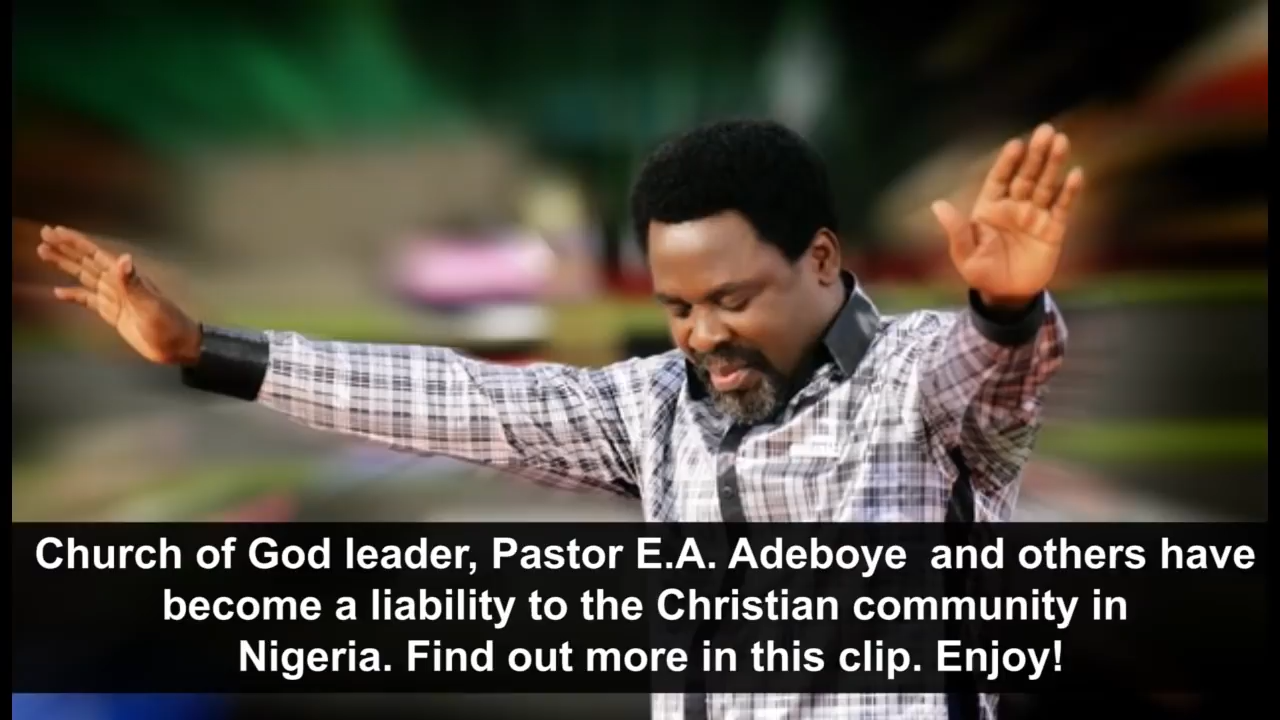 Church of God leader, Pastor E.A. Adeboye and others have
become a liability to the Christian community in
Nigeria. Find out more in this clip. Enjoy!